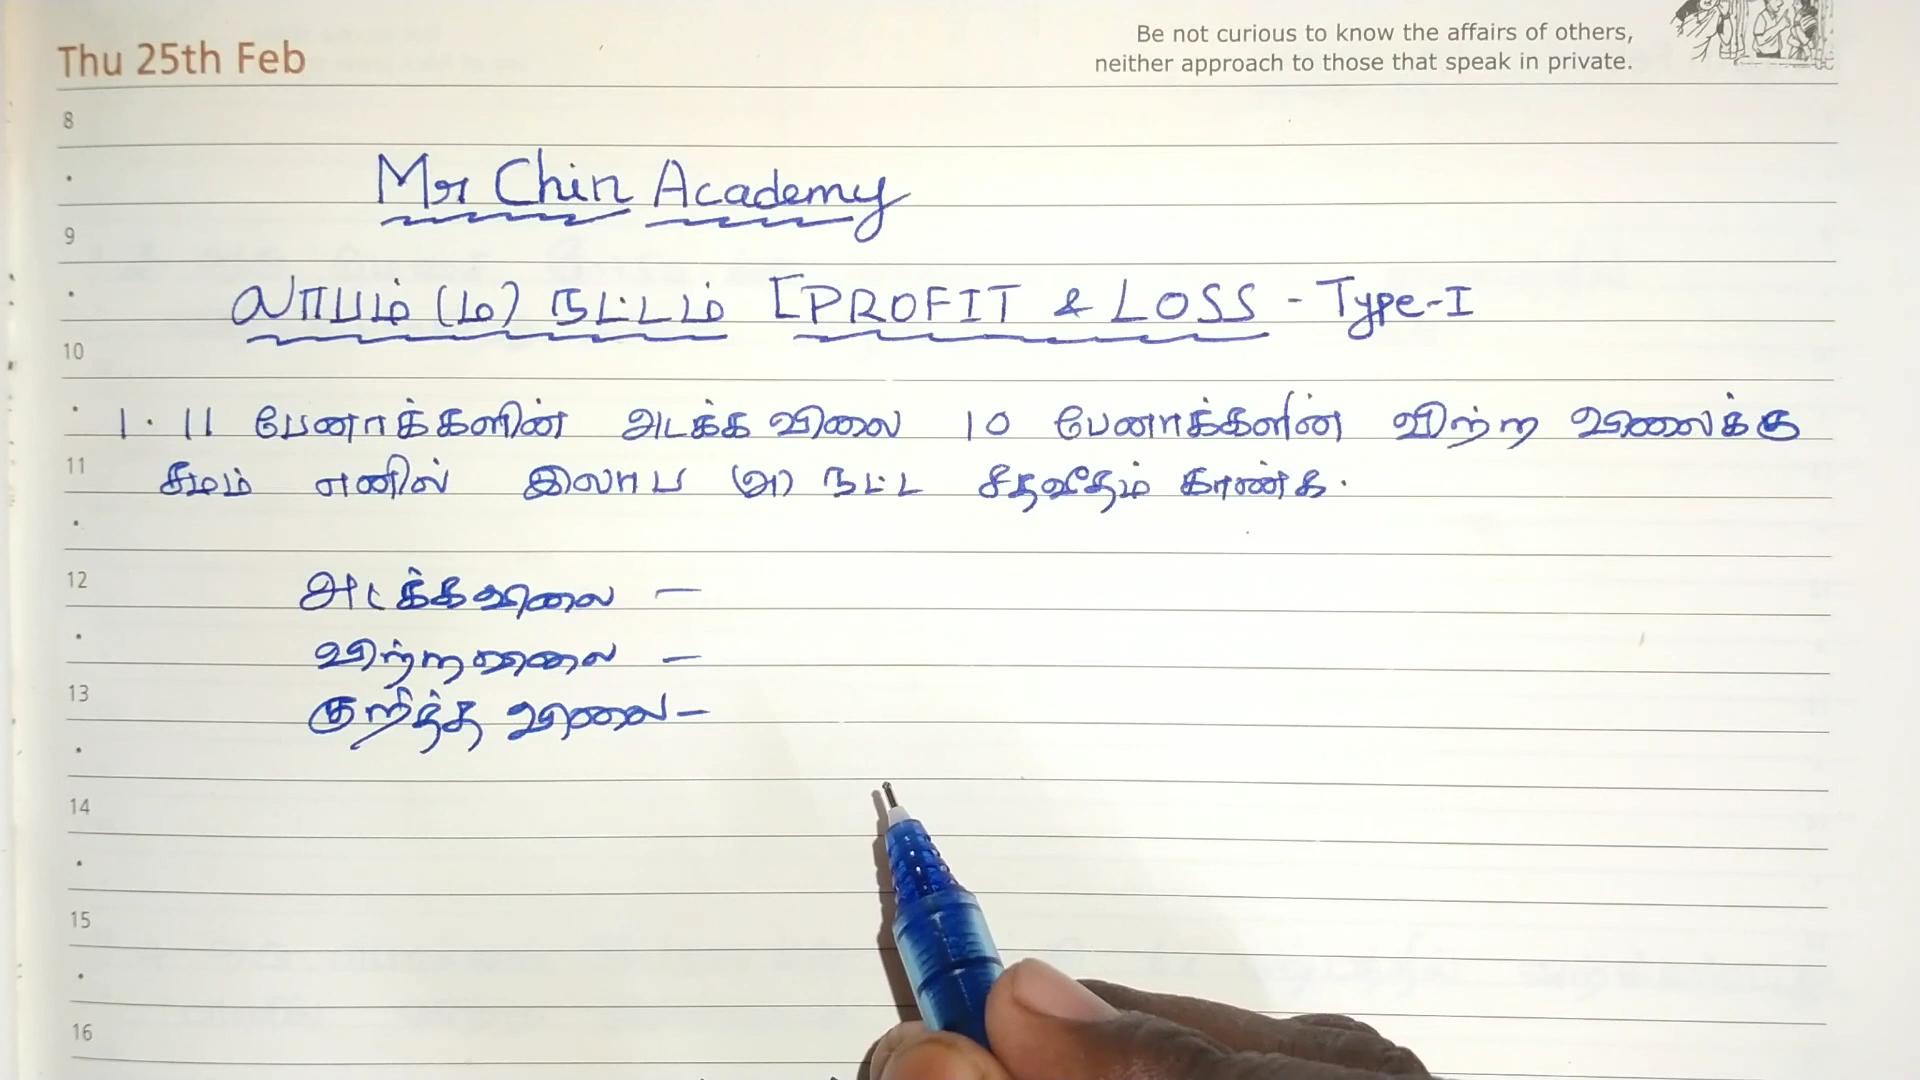 Thu 25th Feb
Be not curious to know the affairs of others,
neither approach to those that speak in private.
8
Mr Chin Academy
9
லாபம் (ம) நட்டம் [PROFIT & LOSS - Type-I
10
1. 11 பேனாக்களின் அடக்க விலை 10 பேனாக்களின் விற்ற விலைக்கு
11
சமம் எனில் இலாப (அ) நட்ட சதவீதம் காண்க.
12
அடக்கவிலை -
விற்றவிலை -
13
குறித்த விலை -
14
15
16